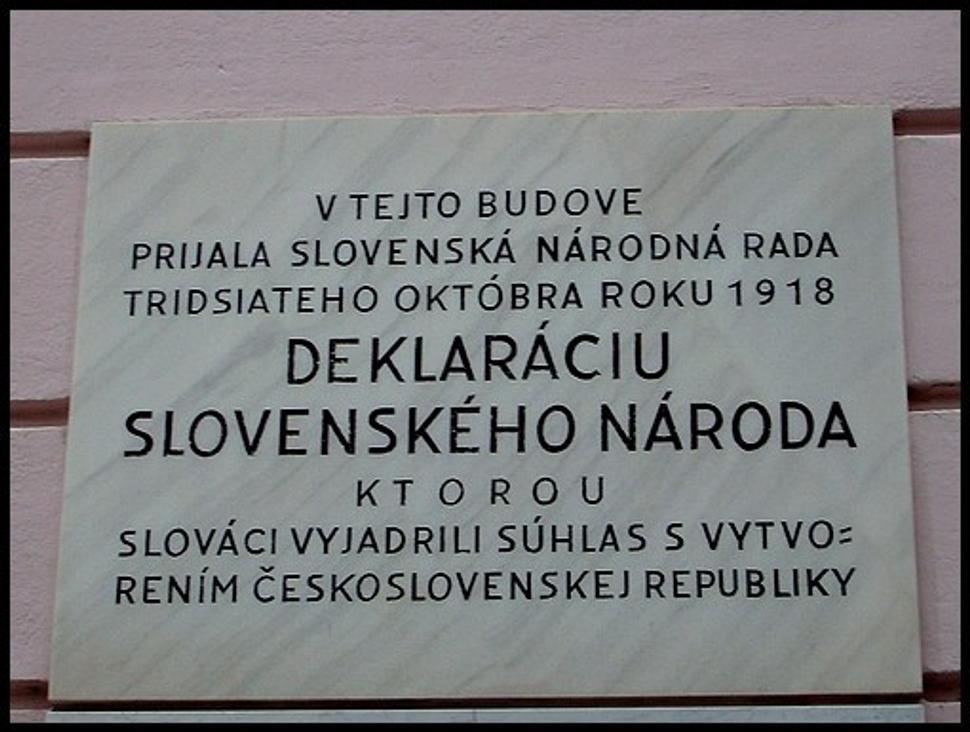 V TEJTO BUDOVE
PRIJALA SLOVENSKÁ NÁRODNÁ RADA
TRIDSIATEHO OKTÓBRA ROKU 1918
DEKLARÁCIU
SLOVENSKÉHO NÁRODA
KTOROU
SLOVÁCI VYJADRILI SÚHLAS S VYTVO=
RENÍM ČESKOSLOVENSKEJ REPUBLIKY